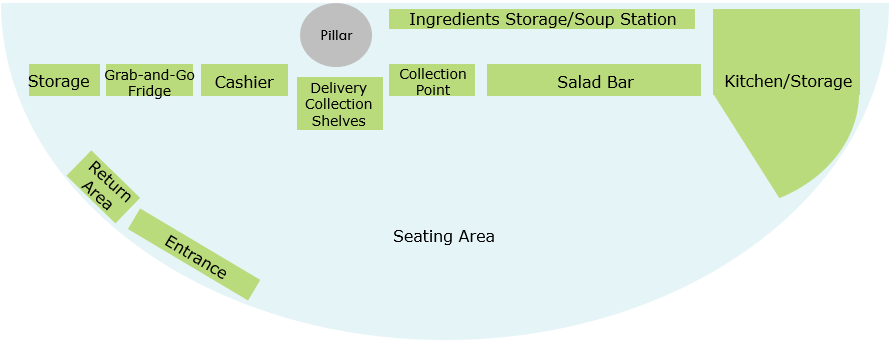 Pillar
Ingredients Storage/Soup Station
Storage
Grab-and-Go
Fridge
Cashier
Delivery
Collection
Shelves
Collection
Point
Salad Bar
Kitchen/Storage
Return
Area
Entrance
Seating Area